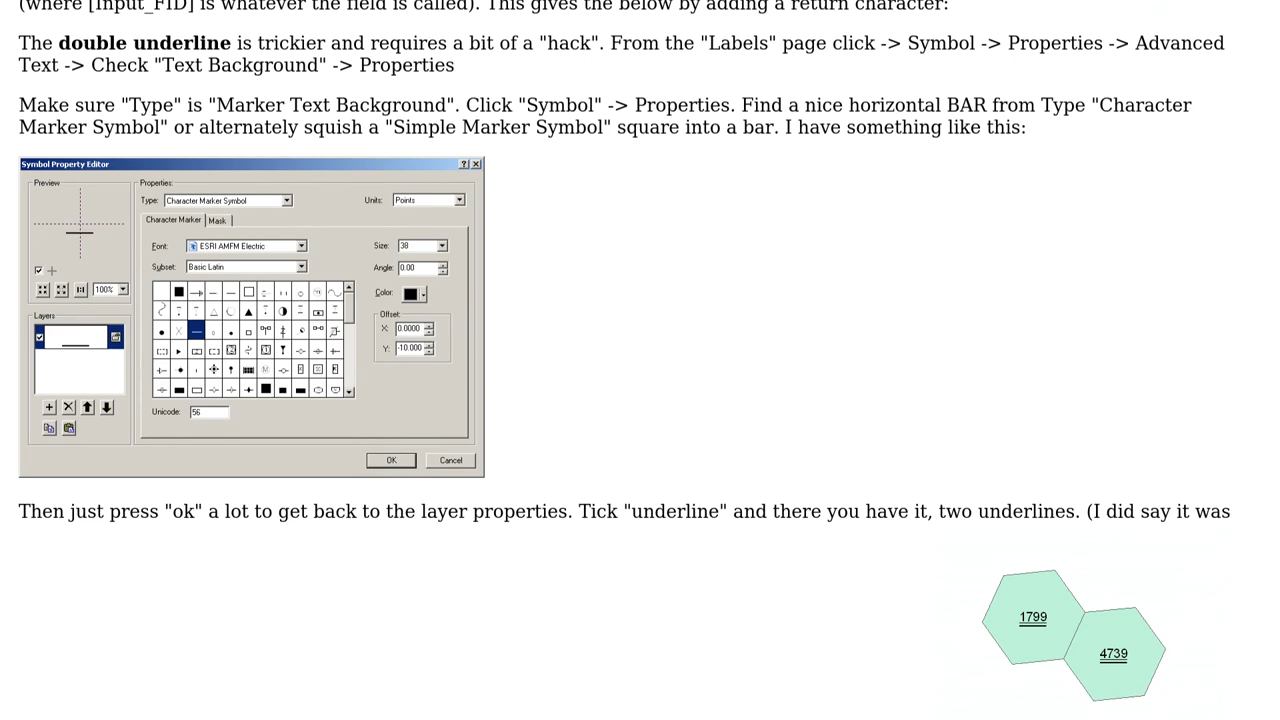 (where [Input_FID] is whatever the field is called). This gives the below by adding a return character:
The double underline is trickier and requires a bit of a "hack". From the "Labels" page click -> Symbol -> Properties -> Advanced
Text -> Check "Text Background" -> Properties
Make sure "Type" is "Marker Text Background". Click "Symbol" -> Properties. Find a nice horizontal BAR from Type "Character
Marker Symbol" or alternately squish a "Simple Marker Symbol" square into a bar. I have something like this:
Symbol Property Editor
Preview
Properties:
Type: Character Marker Symbol
Units: Points
Character Marker Mask
Font: ESRI AMFM Electric
Size: 38
Subset: Basic Latin
Angle: 0.00
1:1 100%
Color:
Layers
Offset:
X: 0.0000
Y: -10.000
Unicode: 56
OK Cancel
Then just press "ok" a lot to get back to the layer properties. Tick "underline" and there you have it, two underlines. (I did say it was
1799
4739